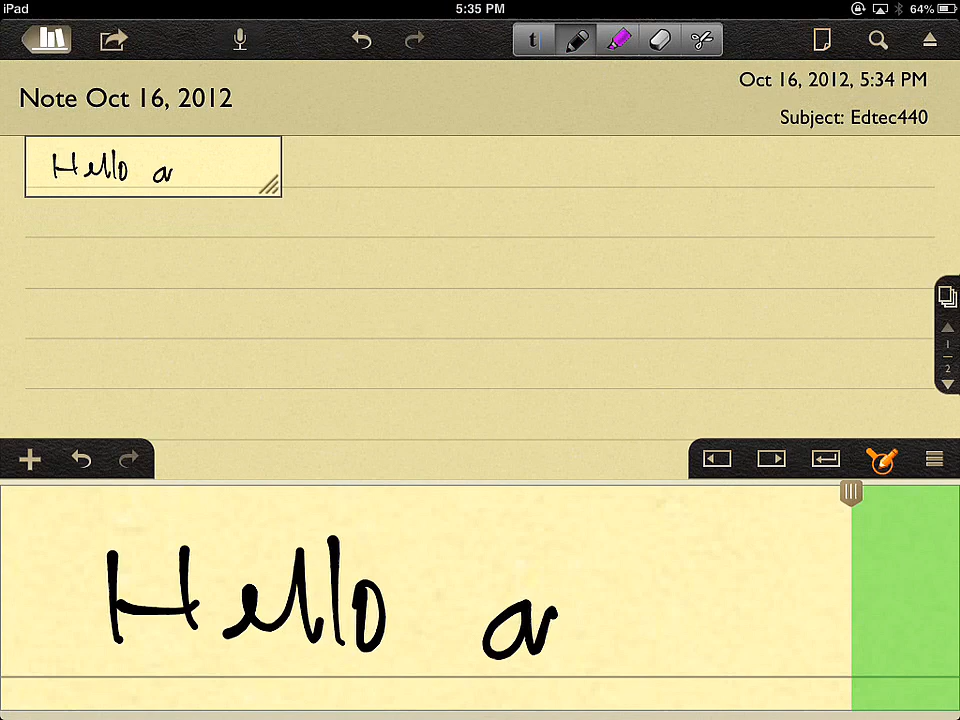 iPad 5:35 PM 64%
t
Note Oct 16, 2012
Oct 16, 2012, 5:34 PM
Subject: Edtec440
Hello a
1
2
Hello a